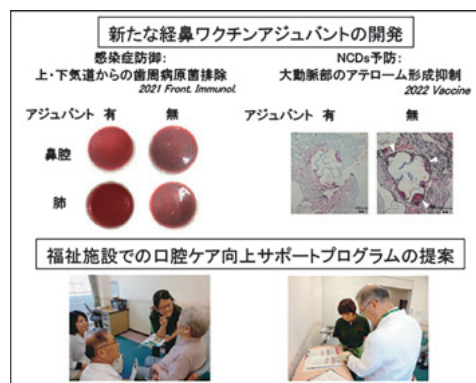 新たな経鼻ワクチンアジュバントの開発
感染症防御:
上・下気道からの歯周病原菌排除
2021 Front. Immunol.
NCDs予防:
大動脈部のアテローム形成抑制
2022 Vaccine
アジュバント 有 無
アジュバント 有 無
鼻腔
肺
福祉施設での口腔ケア向上サポートプログラムの提案